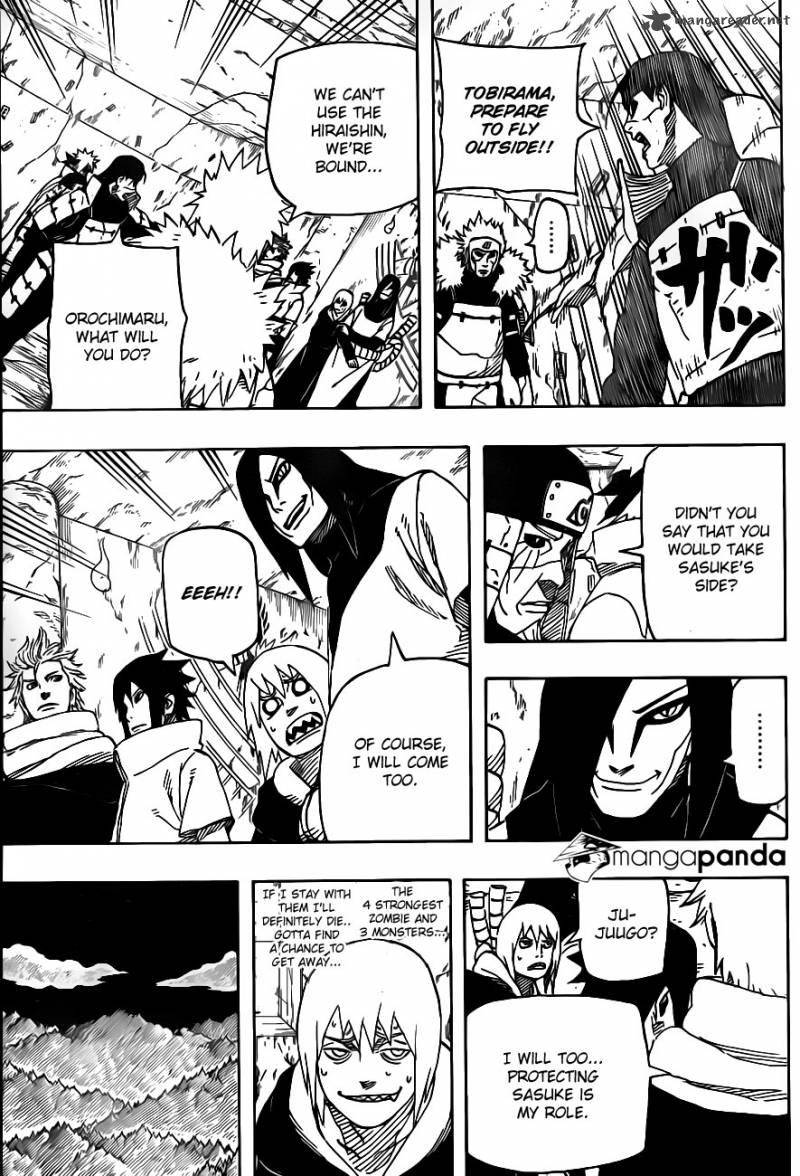 mangareader.net
TOBIRAMA,
PREPARE
TO FLY
OUTSIDE!!
........
ザッ
WE CAN'T
USE THE
HIRAISHIN,
WE'RE
BOUND...
OROCHIMARU,
WHAT WILL
YOU DO?
DIDN'T YOU
SAY THAT YOU
WOULD TAKE
SASUKE'S
SIDE?
........
EEEH!!
OF COURSE,
I WILL COME
TOO.
mangapanda
JU-
JUUGO?
I WILL TOO...
PROTECTING
SASUKE IS
MY ROLE.
THE
4 STRONGEST
ZOMBIE AND
3 MONSTERS...
IF I STAY WITH
THEM I'LL
DEFINITELY DIE..
GOTTA FIND
A CHANCE TO
GET AWAY...